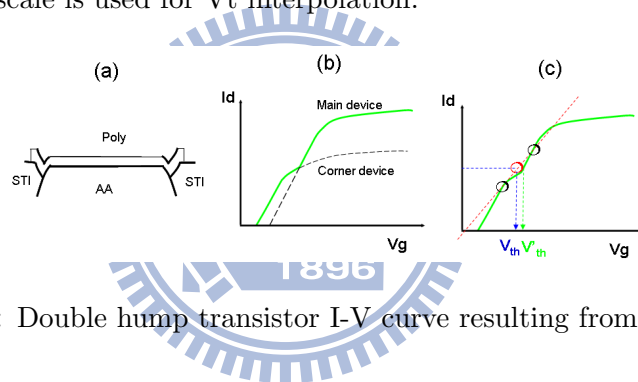 scale is used for Vt interpolation.
(a)
Poly
STI
AA
STI
(b)
Id
Main device
Corner device
Vg
(c)
Id
Vth V'th
Vg
1896
: Double hump transistor I-V curve resulting from